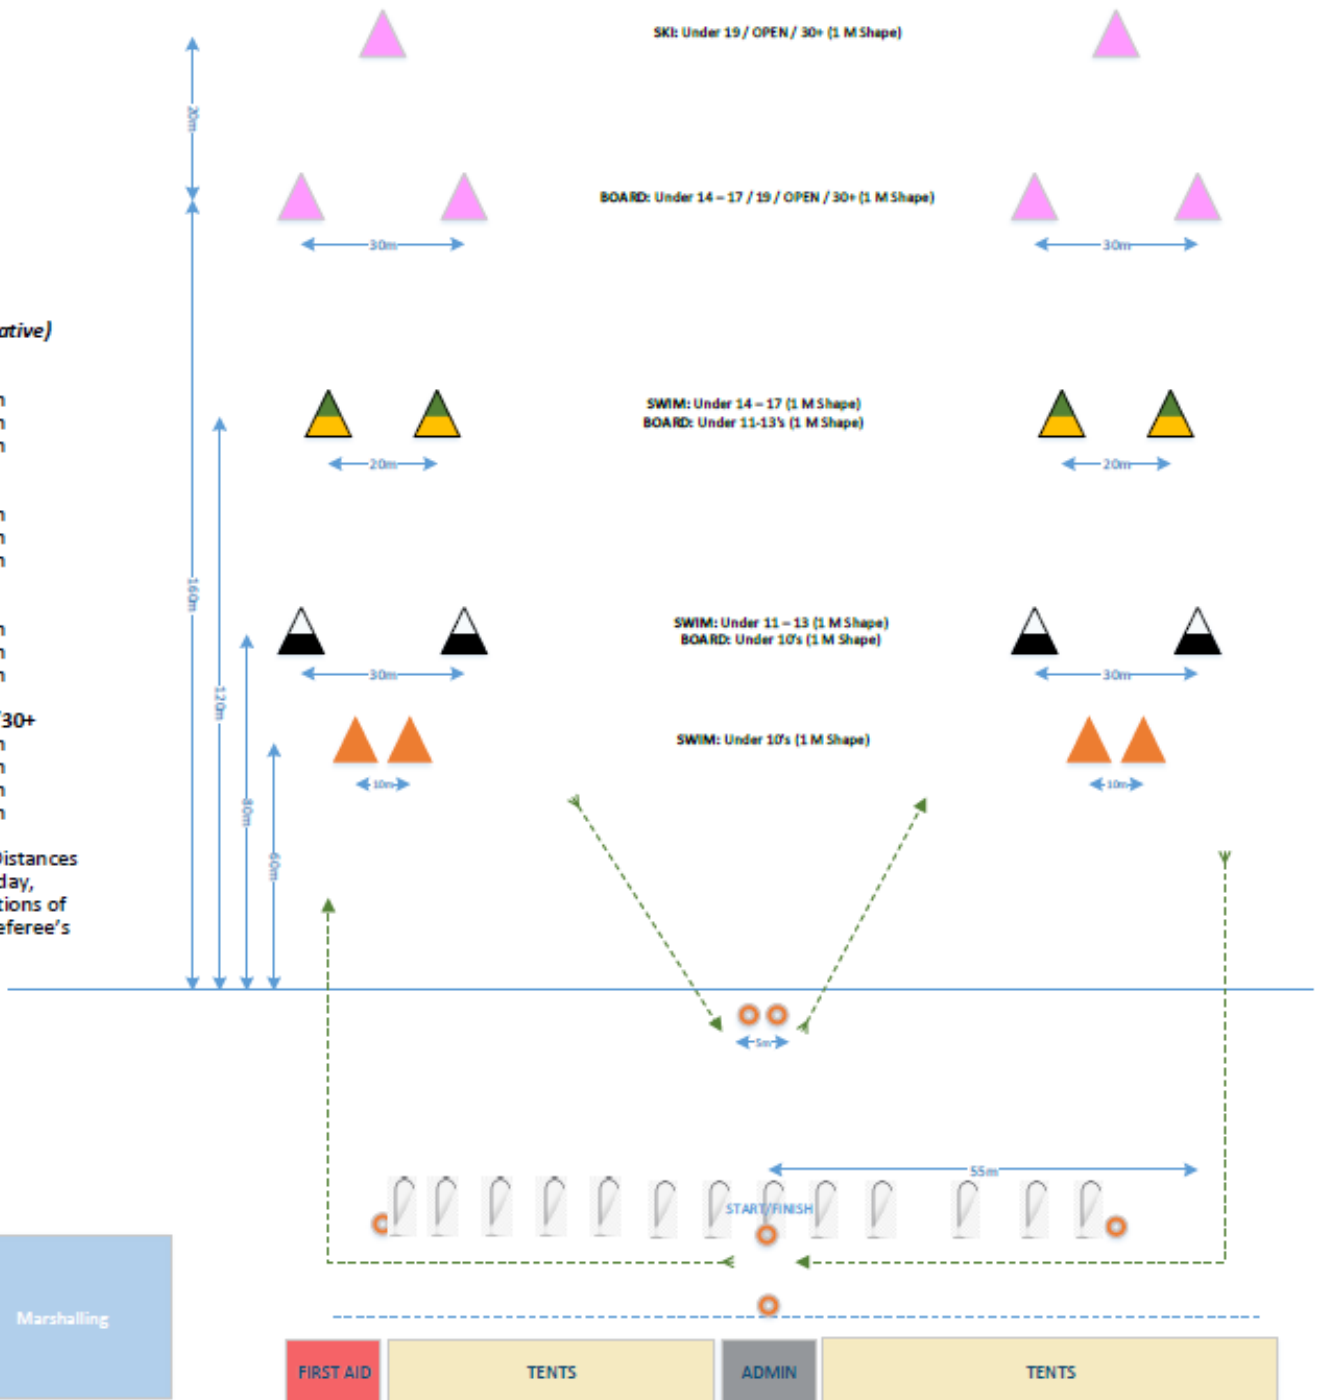 SKI: Under 19 / OPEN / 30+ (1 M Shape)
20m
BOARD: Under 14 – 17 / 19 / OPEN / 30+ (1 M Shape)
30m
30m
ative)
n
n
n
SWIM: Under 14 – 17 (1 M Shape)
BOARD: Under 11-13's (1 M Shape)
20m
20m
n
n
n
160m
SWIM: Under 11 – 13 (1 M Shape)
BOARD: Under 10's (1 M Shape)
n
n
n
30m
30m
120m
/30+
n
n
n
n
SWIM: Under 10's (1 M Shape)
10m
10m
80m
60m
Distances
day,
tions of
eferee's
5m
55m
START/FINISH
Marshalling
FIRST AID
TENTS
ADMIN
TENTS